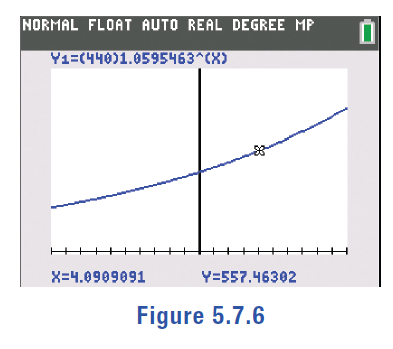 NORMAL FLOAT AUTO REAL DEGREE MP
Y1=(440)1.0595463^(X)
X=4.0909091 Y=557.46302
Figure 5.7.6